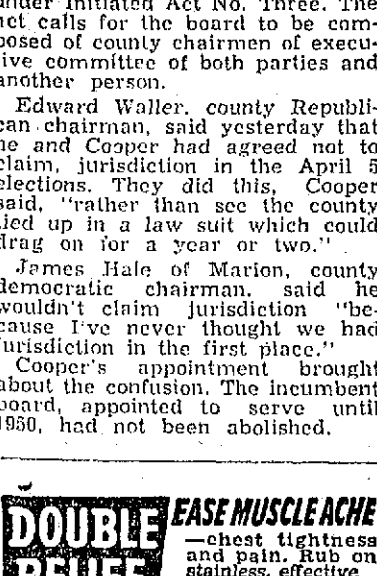 under Initiated Act No. Three. The
act calls for the board to be com-
posed of county chairmen of execu-
tive committee of both parties and
another person.
Edward Waller, county Republi-
can chairman, said yesterday that
he and Cooper had agreed not to
claim, jurisdiction in the April 5
elections. They did this, Cooper
said, "rather than see the county
tied up in a law suit which could
drag on for a year or two."
James Hale of Marion, county
democratic chairman, said he
wouldn't claim jurisdiction "be-
cause I've never thought we had
jurisdiction in the first place."
Cooper's appointment brought
about the confusion. The incumbent
board, appointed to serve until
1950, had not been abolished.
DOUBLE
RELIEF
EASE MUSCLE ACHE
—chest tightness
and pain. Rub on
stainless, effective